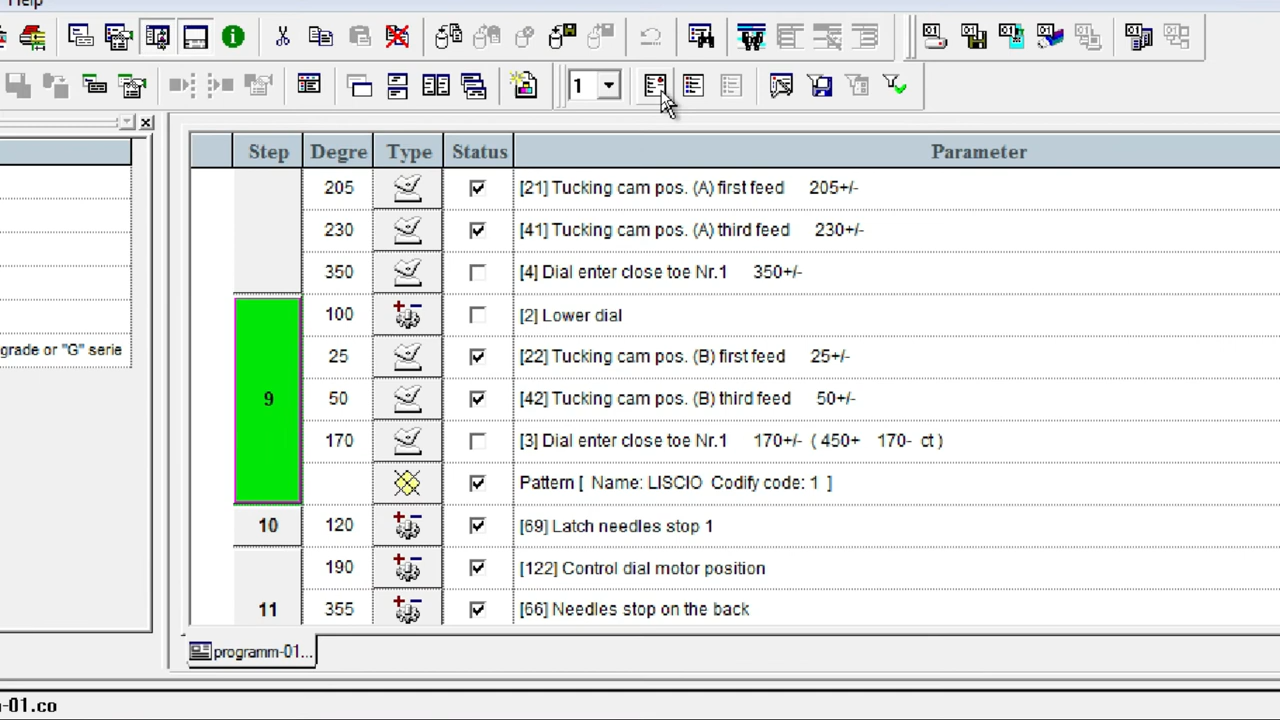 Help
1
Step Degre Type Status Parameter
205 [21] Tucking cam pos. (A) first feed 205+/-
230 [41] Tucking cam pos. (A) third feed 230+/-
350 [4] Dial enter close toe Nr.1 350+/-
100 [2] Lower dial
grade or "G" serie
25 [22] Tucking cam pos. (B) first feed 25+/-
9 50 [42] Tucking cam pos. (B) third feed 50+/-
170 [3] Dial enter close toe Nr.1 170+/- ( 450+ 170- ct )
Pattern [ Name: LISCIO Codify code: 1 ]
10 120 [69] Latch needles stop 1
190 [122] Control dial motor position
11 355 [66] Needles stop on the back
programm-01...
-01.co